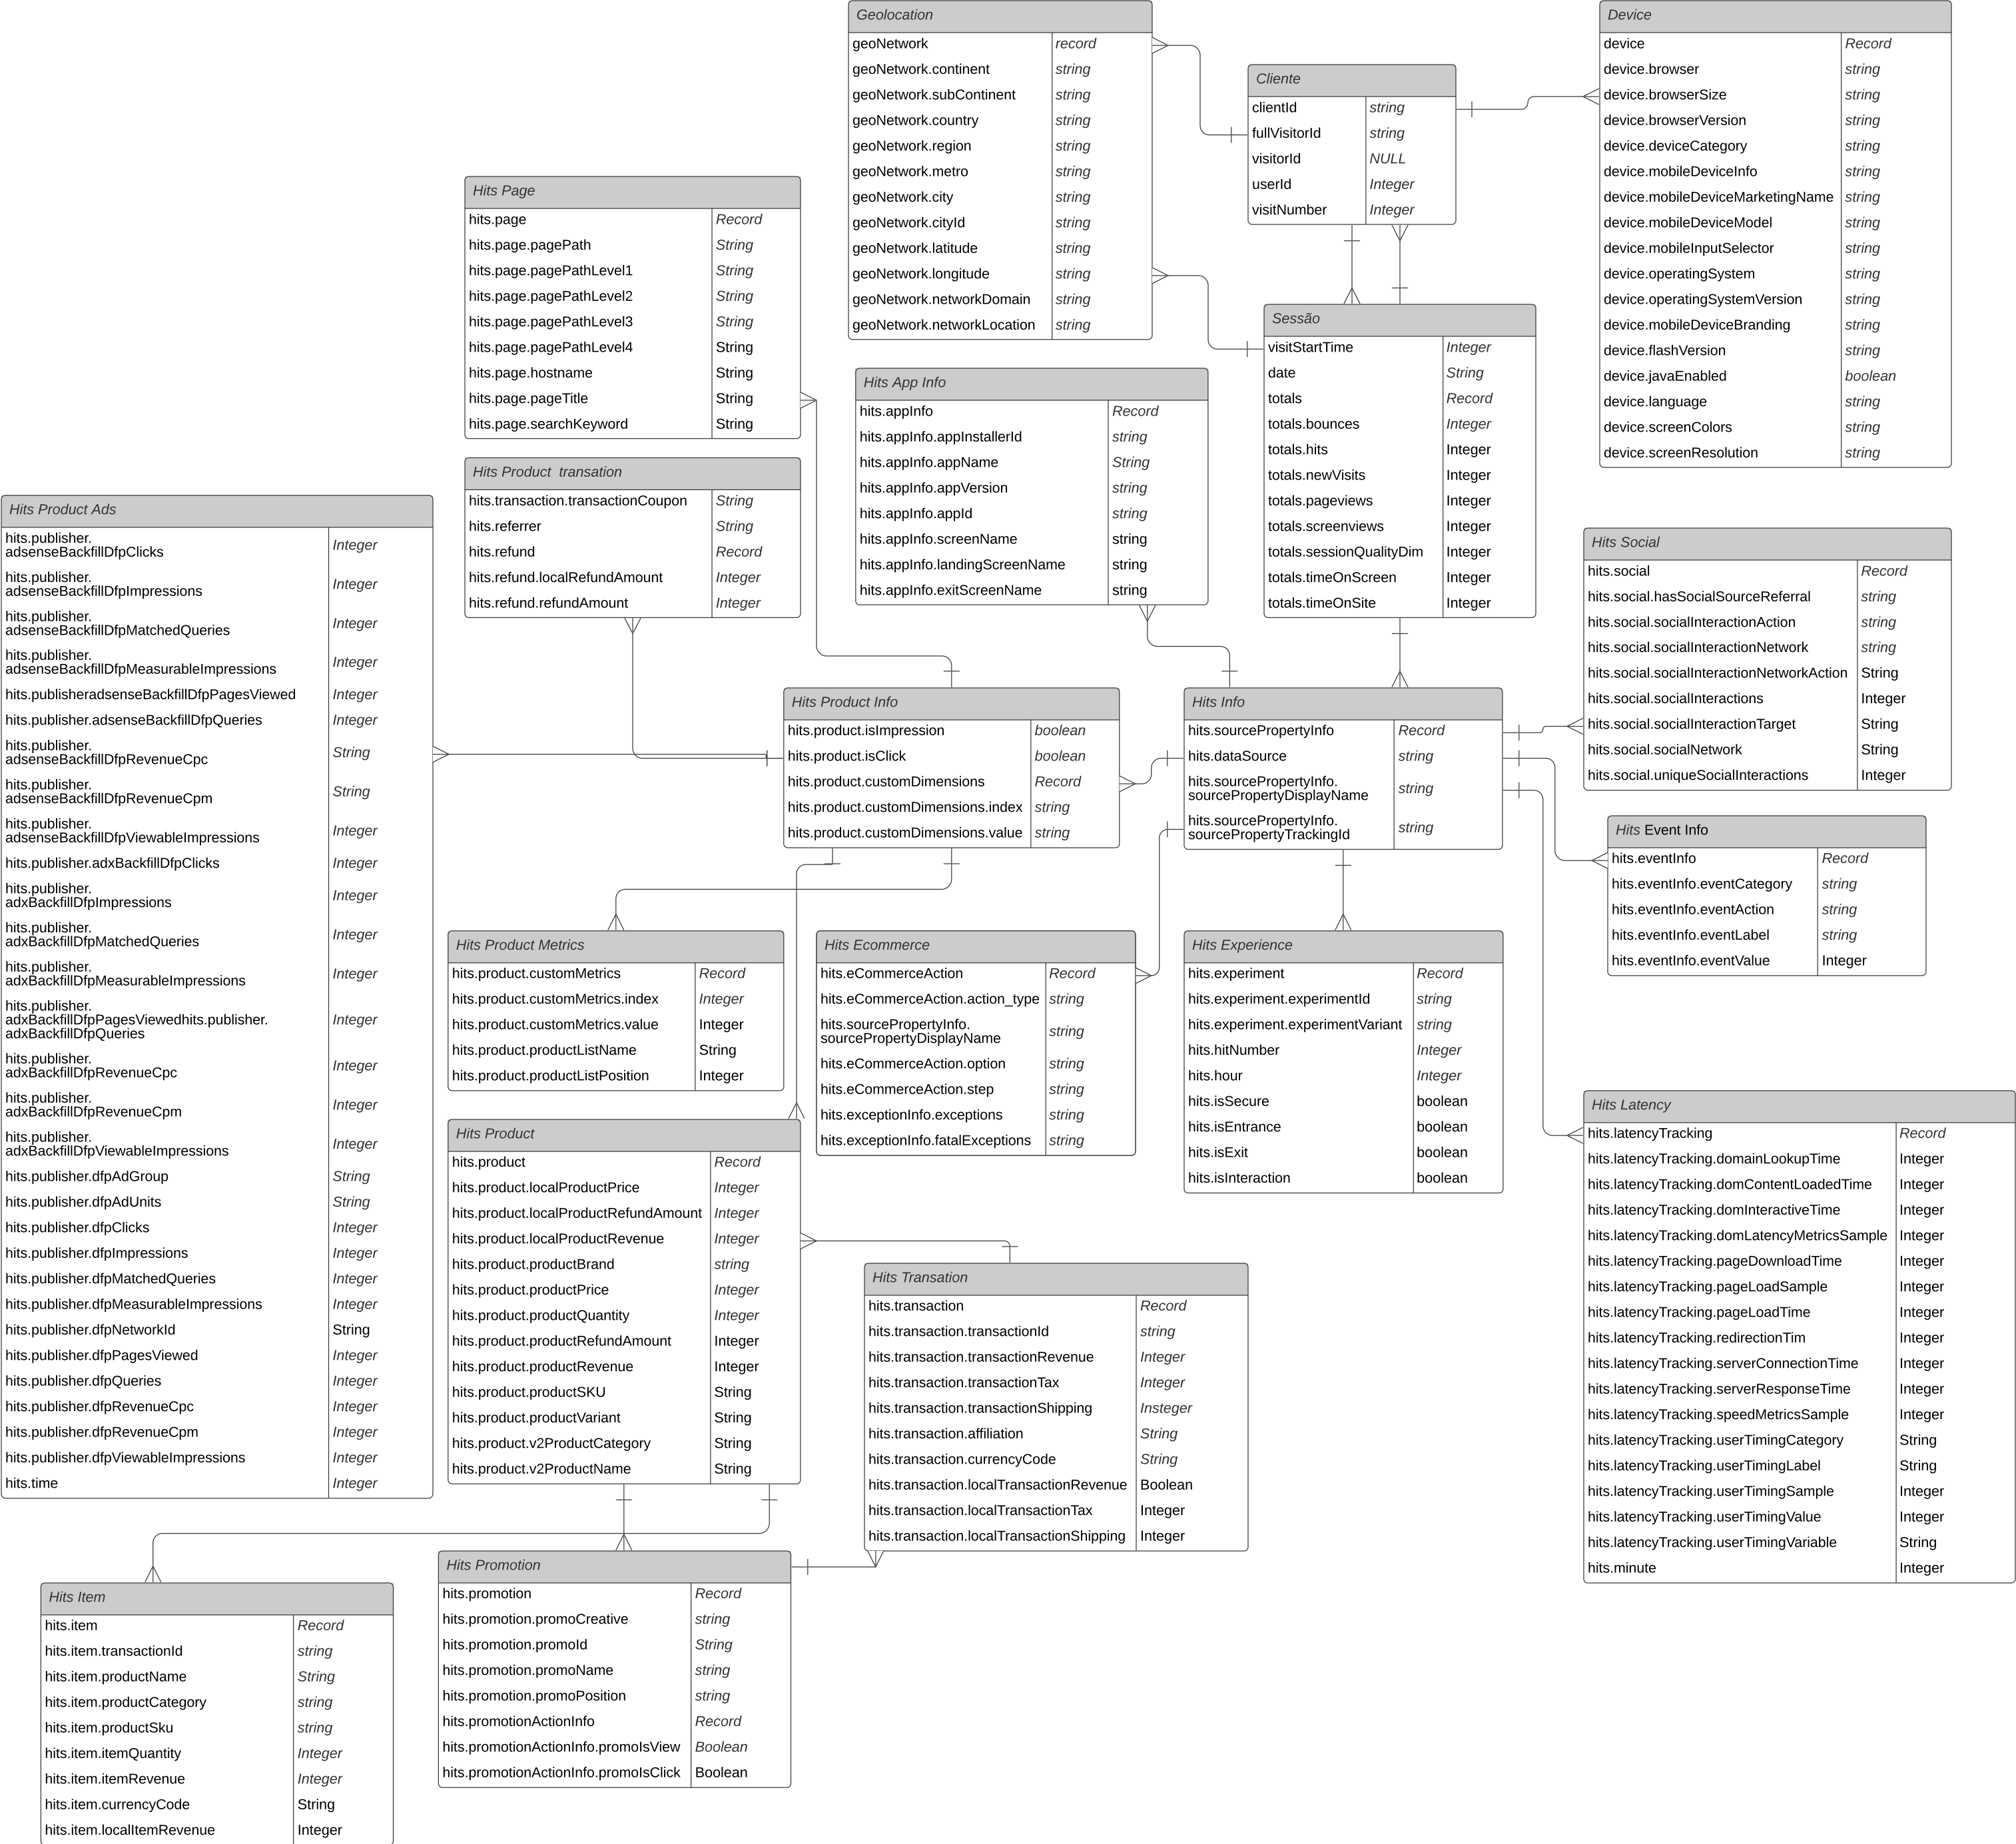 Geolocation
geoNetwork record
geoNetwork.continent string
geoNetwork.subContinent string
geoNetwork.country string
geoNetwork.region string
geoNetwork.metro string
geoNetwork.city string
geoNetwork.cityId string
geoNetwork.latitude string
geoNetwork.longitude string
geoNetwork.networkDomain string
geoNetwork.networkLocation string
Cliente
clientId string
fullVisitorId string
visitorId NULL
userId Integer
visitNumber Integer
Device
device Record
device.browser string
device.browserSize string
device.browserVersion string
device.deviceCategory string
device.mobileDeviceInfo string
device.mobileDeviceMarketingName string
device.mobileDeviceModel string
device.mobileInputSelector string
device.operatingSystem string
device.operatingSystemVersion string
device.mobileDeviceBranding string
device.flashVersion string
device.javaEnabled boolean
device.language string
device.screenColors string
device.screenResolution string
Hits Page
hits.page Record
hits.page.pagePath String
hits.page.pagePathLevel1 String
hits.page.pagePathLevel2 String
hits.page.pagePathLevel3 String
hits.page.pagePathLevel4 String
hits.page.hostname String
hits.page.pageTitle String
hits.page.searchKeyword String
Sessão
visitStartTime Integer
date String
totals Record
totals.bounces Integer
totals.hits Integer
totals.newVisits Integer
totals.pageviews Integer
totals.screenviews Integer
totals.sessionQualityDim Integer
totals.timeOnScreen Integer
totals.timeOnSite Integer
Hits App Info
hits.appInfo Record
hits.appInfo.appInstallerId string
hits.appInfo.appName String
hits.appInfo.appVersion string
hits.appInfo.appId string
hits.appInfo.screenName string
hits.appInfo.landingScreenName string
hits.appInfo.exitScreenName string
Hits Product  transation
hits.transaction.transactionCoupon String
hits.referrer String
hits.refund Record
hits.refund.localRefundAmount Integer
hits.refund.refundAmount Integer
Hits Product Ads
hits.publisher.
adsenseBackfillDfpClicks Integer
hits.publisher.
adsenseBackfillDfpImpressions Integer
hits.publisher.
adsenseBackfillDfpMatchedQueries Integer
hits.publisher.
adsenseBackfillDfpMeasurableImpressions Integer
hits.publisheradsenseBackfillDfpPagesViewed Integer
hits.publisher.adsenseBackfillDfpQueries Integer
hits.publisher.
adsenseBackfillDfpRevenueCpc String
hits.publisher.
adsenseBackfillDfpRevenueCpm String
hits.publisher.
adsenseBackfillDfpViewableImpressions Integer
hits.publisher.adxBackfillDfpClicks Integer
hits.publisher.
adxBackfillDfpImpressions Integer
hits.publisher.
adxBackfillDfpMatchedQueries Integer
hits.publisher.
adxBackfillDfpMeasurableImpressions Integer
hits.publisher.
adxBackfillDfpPagesViewedhits.publisher.
adxBackfillDfpQueries Integer
hits.publisher.
adxBackfillDfpRevenueCpc Integer
hits.publisher.
adxBackfillDfpRevenueCpm Integer
hits.publisher.
adxBackfillDfpViewableImpressions Integer
hits.publisher.dfpAdGroup String
hits.publisher.dfpAdUnits String
hits.publisher.dfpClicks Integer
hits.publisher.dfpImpressions Integer
hits.publisher.dfpMatchedQueries Integer
hits.publisher.dfpMeasurableImpressions Integer
hits.publisher.dfpNetworkId String
hits.publisher.dfpPagesViewed Integer
hits.publisher.dfpQueries Integer
hits.publisher.dfpRevenueCpc Integer
hits.publisher.dfpRevenueCpm Integer
hits.publisher.dfpViewableImpressions Integer
hits.time Integer
Hits Social
hits.social Record
hits.social.hasSocialSourceReferral string
hits.social.socialInteractionAction string
hits.social.socialInteractionNetwork string
hits.social.socialInteractionNetworkAction String
hits.social.socialInteractions Integer
hits.social.socialInteractionTarget String
hits.social.socialNetwork String
hits.social.uniqueSocialInteractions Integer
Hits Product Info
hits.product.isImpression boolean
hits.product.isClick boolean
hits.product.customDimensions Record
hits.product.customDimensions.index string
hits.product.customDimensions.value string
Hits Info
hits.sourcePropertyInfo Record
hits.dataSource string
hits.sourcePropertyInfo.
sourcePropertyDisplayName string
hits.sourcePropertyInfo.
sourcePropertyTrackingId string
Hits Event Info
hits.eventInfo Record
hits.eventInfo.eventCategory string
hits.eventInfo.eventAction string
hits.eventInfo.eventLabel string
hits.eventInfo.eventValue Integer
Hits Product Metrics
hits.product.customMetrics Record
hits.product.customMetrics.index Integer
hits.product.customMetrics.value Integer
hits.product.productListName String
hits.product.productListPosition Integer
Hits Ecommerce
hits.eCommerceAction Record
hits.eCommerceAction.action_type string
hits.sourcePropertyInfo.
sourcePropertyDisplayName string
hits.eCommerceAction.option string
hits.eCommerceAction.step string
hits.exceptionInfo.exceptions string
hits.exceptionInfo.fatalExceptions string
Hits Experience
hits.experiment Record
hits.experiment.experimentId string
hits.experiment.experimentVariant string
hits.hitNumber Integer
hits.hour Integer
hits.isSecure boolean
hits.isEntrance boolean
hits.isExit boolean
hits.isInteraction boolean
Hits Latency
hits.latencyTracking Record
hits.latencyTracking.domainLookupTime Integer
hits.latencyTracking.domContentLoadedTime Integer
hits.latencyTracking.domInteractiveTime Integer
hits.latencyTracking.domLatencyMetricsSample Integer
hits.latencyTracking.pageDownloadTime Integer
hits.latencyTracking.pageLoadSample Integer
hits.latencyTracking.pageLoadTime Integer
hits.latencyTracking.redirectionTim Integer
hits.latencyTracking.serverConnectionTime Integer
hits.latencyTracking.serverResponseTime Integer
hits.latencyTracking.speedMetricsSample Integer
hits.latencyTracking.userTimingCategory String
hits.latencyTracking.userTimingLabel String
hits.latencyTracking.userTimingSample Integer
hits.latencyTracking.userTimingValue Integer
hits.latencyTracking.userTimingVariable String
hits.minute Integer
Hits Product
hits.product Record
hits.product.localProductPrice Integer
hits.product.localProductRefundAmount Integer
hits.product.localProductRevenue Integer
hits.product.productBrand string
hits.product.productPrice Integer
hits.product.productQuantity Integer
hits.product.productRefundAmount Integer
hits.product.productRevenue Integer
hits.product.productSKU String
hits.product.productVariant String
hits.product.v2ProductCategory String
hits.product.v2ProductName String
Hits Transation
hits.transaction Record
hits.transaction.transactionId string
hits.transaction.transactionRevenue Integer
hits.transaction.transactionTax Integer
hits.transaction.transactionShipping Insteger
hits.transaction.affiliation String
hits.transaction.currencyCode String
hits.transaction.localTransactionRevenue Boolean
hits.transaction.localTransactionTax Integer
hits.transaction.localTransactionShipping Integer
Hits Promotion
hits.promotion Record
hits.promotion.promoCreative string
hits.promotion.promoId String
hits.promotion.promoName string
hits.promotion.promoPosition string
hits.promotionActionInfo Record
hits.promotionActionInfo.promoIsView Boolean
hits.promotionActionInfo.promoIsClick Boolean
Hits Item
hits.item Record
hits.item.transactionId string
hits.item.productName String
hits.item.productCategory string
hits.item.productSku string
hits.item.itemQuantity Integer
hits.item.itemRevenue Integer
hits.item.currencyCode String
hits.item.localItemRevenue Integer